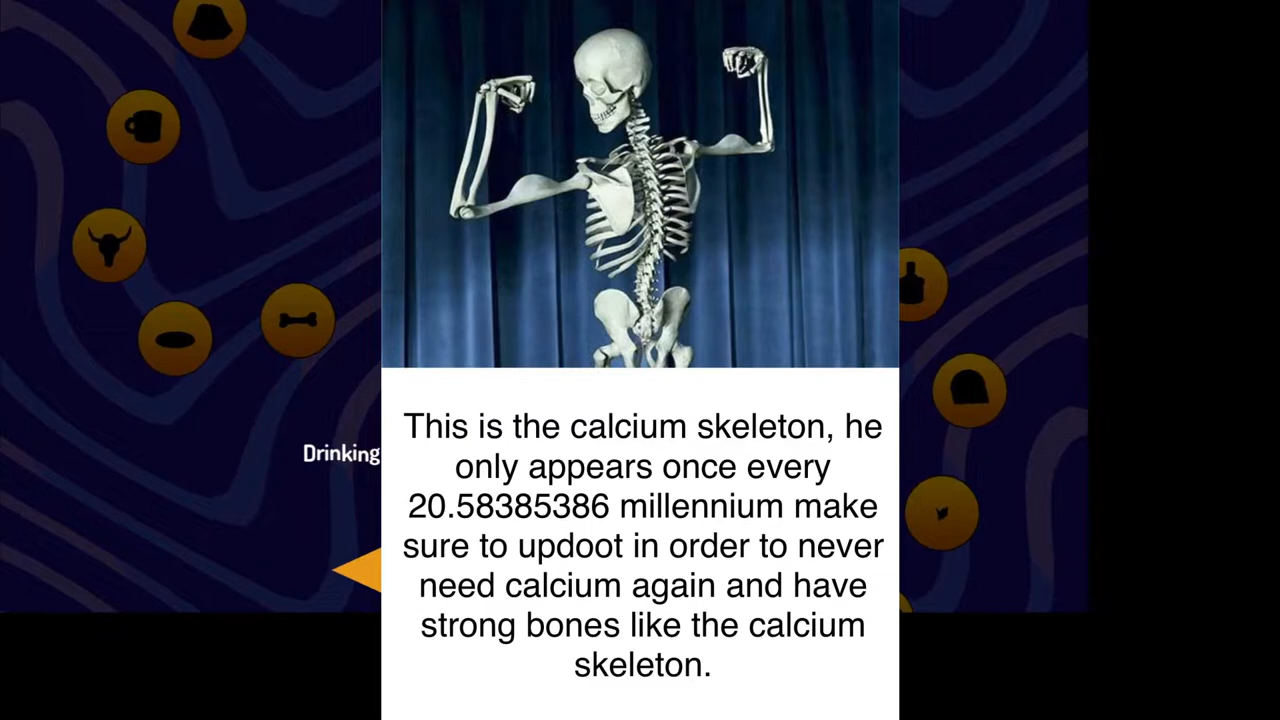 Drinking
This is the calcium skeleton, he
only appears once every
20.58385386 millennium make
sure to updoot in order to never
need calcium again and have
strong bones like the calcium
skeleton.